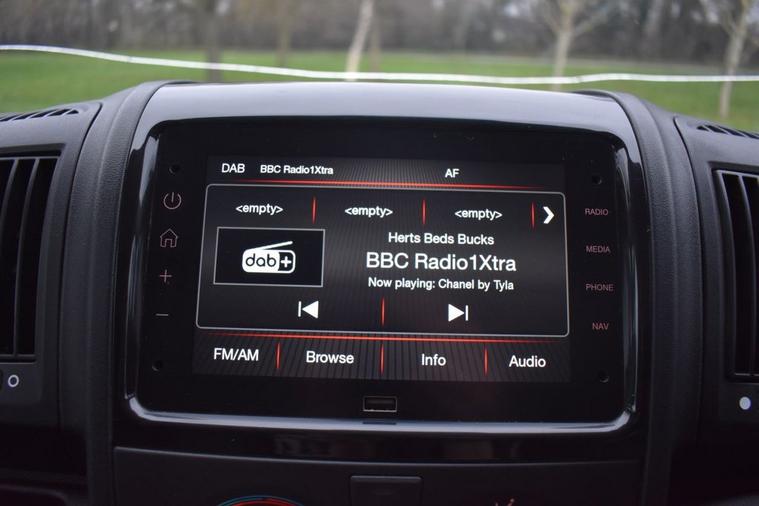 DAB BBC Radio1Xtra AF
<empty> <empty> <empty>
Herts Beds Bucks
dab+
BBC Radio1Xtra
Now playing: Chanel by Tyla
FM/AM Browse Info Audio
RADIO
MEDIA
PHONE
NAV